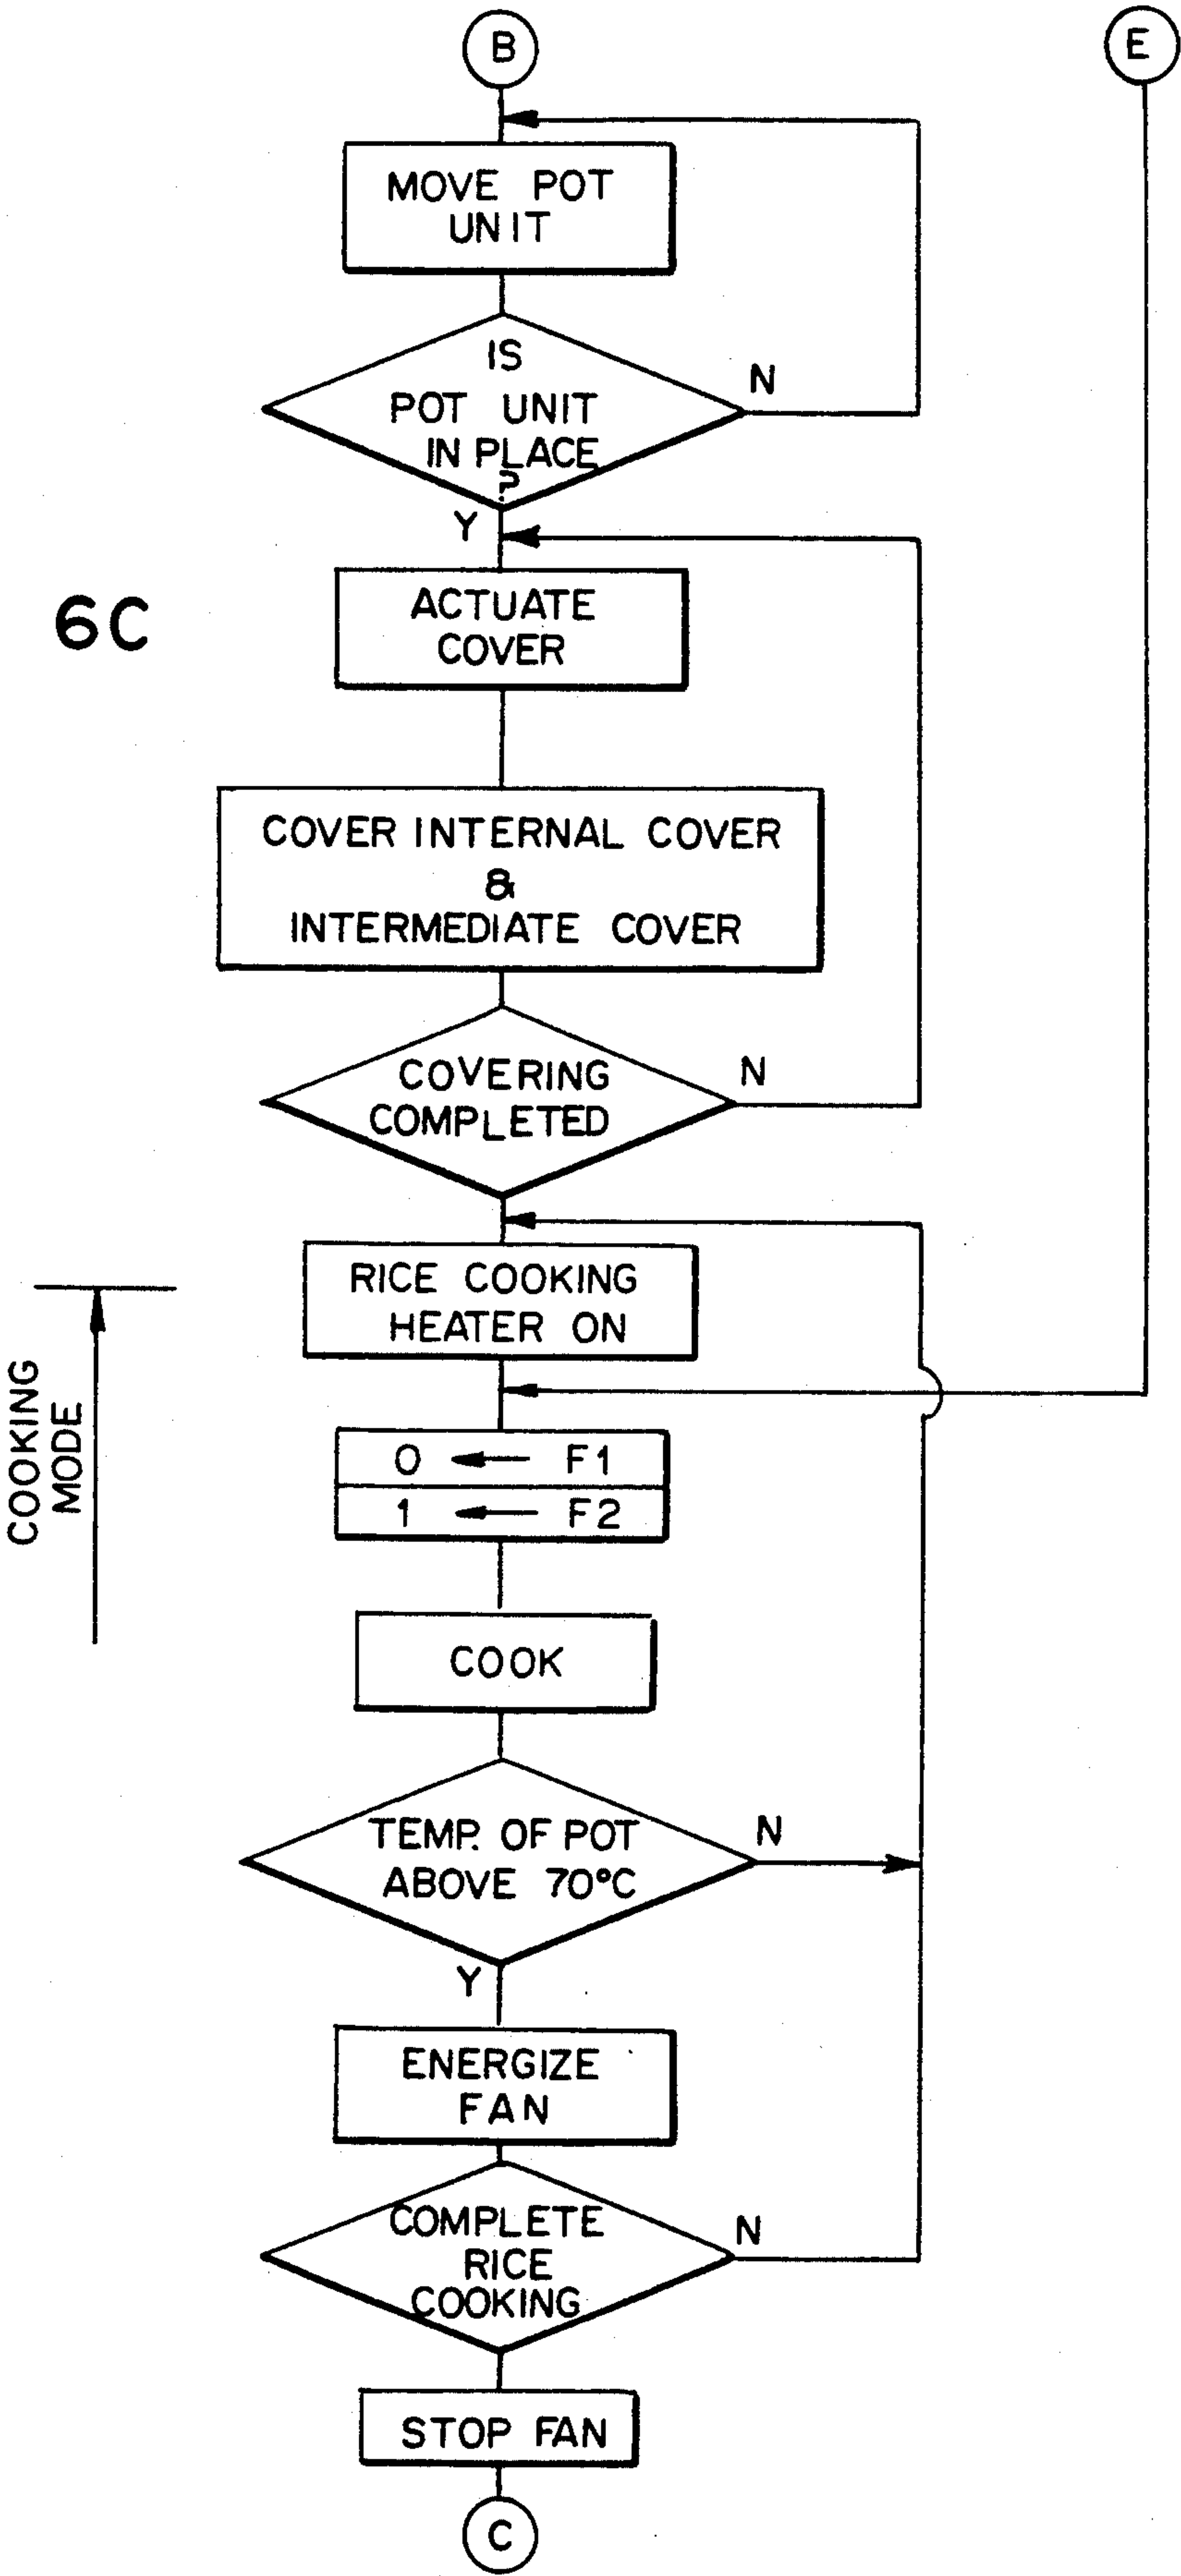 B
E
MOVE POT
UNIT
IS
POT UNIT
IN PLACE
?
N
Y
6C
ACTUATE
COVER
COVER INTERNAL COVER
&
INTERMEDIATE COVER
COVERING
COMPLETED
N
RICE COOKING
HEATER ON
COOKING
MODE
0 ← F1
1 ← F2
COOK
TEMP. OF POT
ABOVE 70°C
N
Y
ENERGIZE
FAN
COMPLETE
RICE
COOKING
N
STOP FAN
C